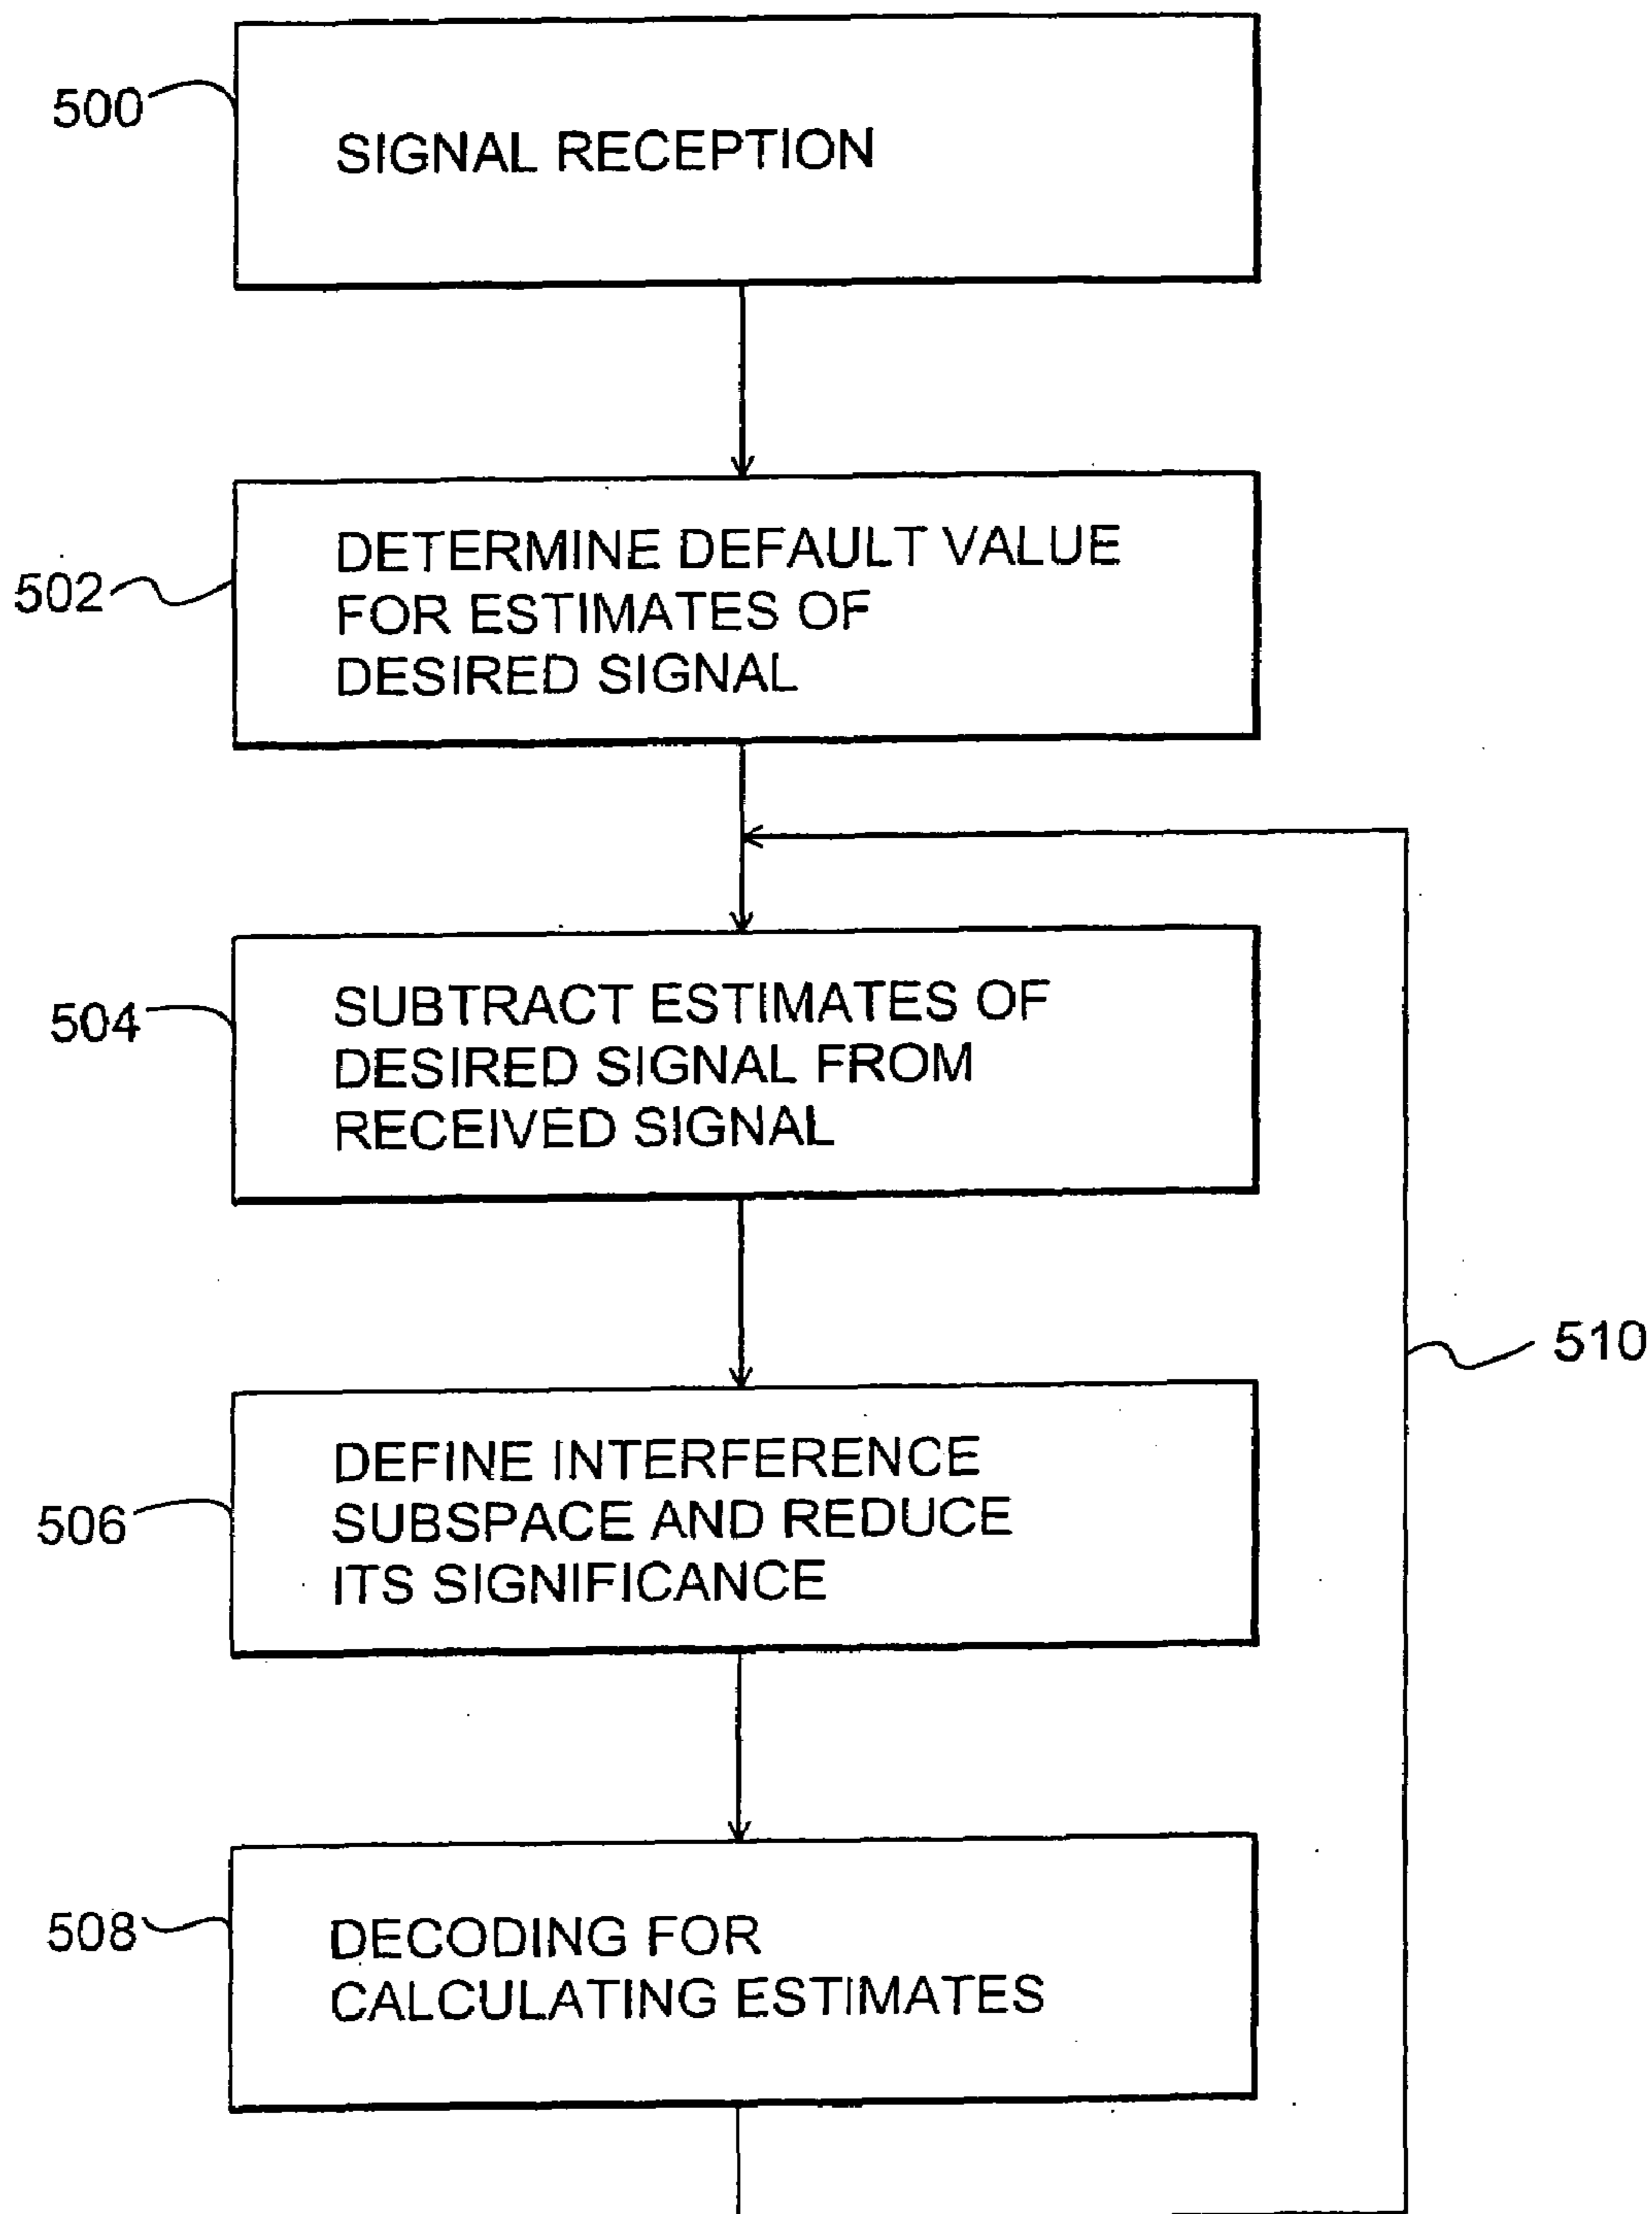 500
SIGNAL RECEPTION
502
DETERMINE DEFAULT VALUE
FOR ESTIMATES OF
DESIRED SIGNAL
504
SUBTRACT ESTIMATES OF
DESIRED SIGNAL FROM
RECEIVED SIGNAL
510
506
DEFINE INTERFERENCE
SUBSPACE AND REDUCE
ITS SIGNIFICANCE
508
DECODING FOR
CALCULATING ESTIMATES